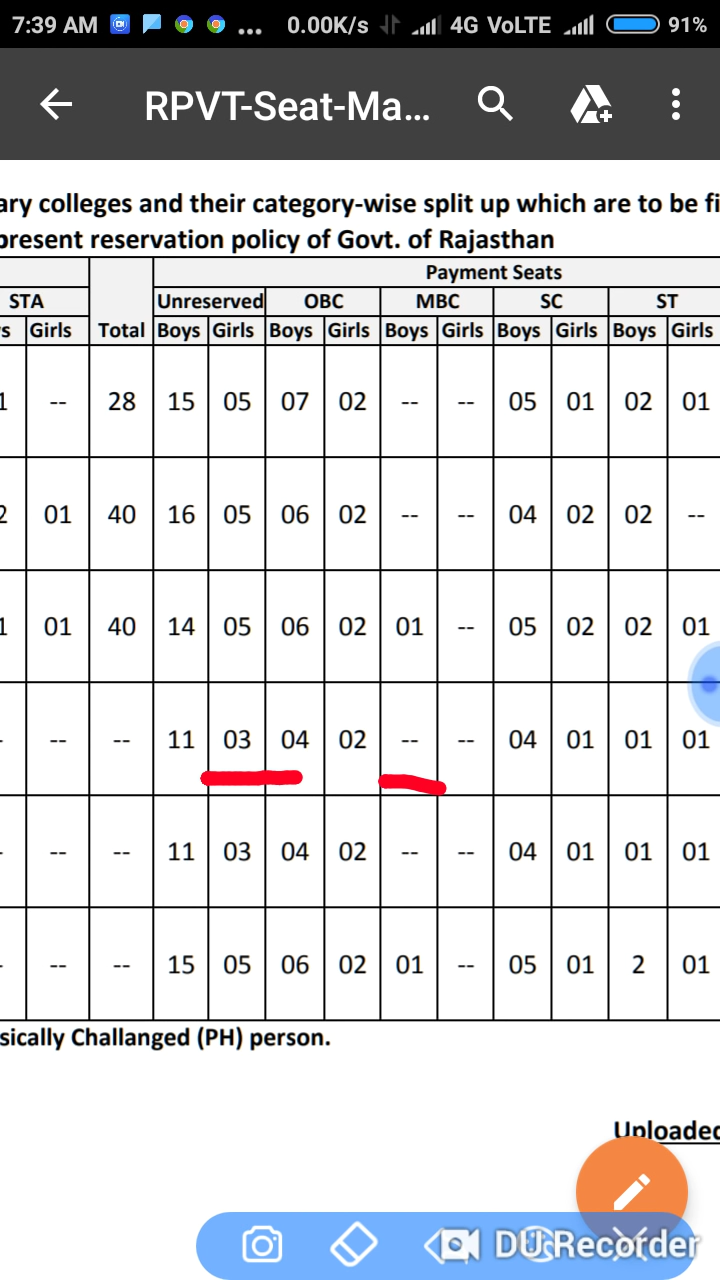 7:39 AM ... 0.00K/s 4G VoLTE 91%
RPVT-Seat-Ma...
ary colleges and their category-wise split up which are to be fi
present reservation policy of Govt. of Rajasthan
Payment Seats
STA Unreserved OBC MBC SC ST
s Girls Total Boys Girls Boys Girls Boys Girls Boys Girls Boys Girls
1 -- 28 15 05 07 02 -- -- 05 01 02 01
2 01 40 16 05 06 02 -- -- 04 02 02 --
1 01 40 14 05 06 02 01 -- 05 02 02 01
- -- -- 11 03 04 02 -- -- 04 01 01 01
- -- -- 11 03 04 02 -- -- 04 01 01 01
- -- -- 15 05 06 02 01 -- 05 01 2 01
sically Challanged (PH) person.
Uploaded
DU Recorder